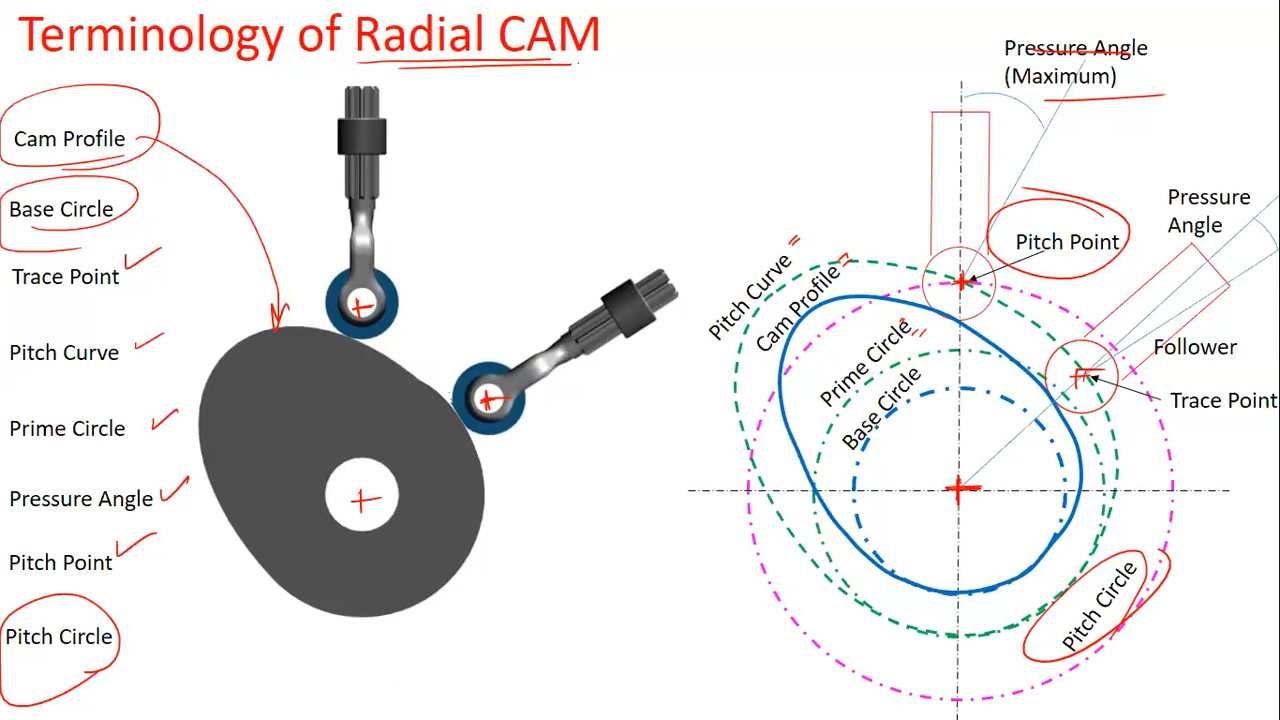 Terminology of Radial CAM
Cam Profile
Base Circle
Trace Point
Pitch Curve
Prime Circle
Pressure Angle
Pitch Point
Pitch Circle
Pressure Angle
(Maximum)
Pressure
Angle
Pitch Point
Pitch Curve
Cam Profile
Prime Circle
Base Circle
Follower
Trace Point
Pitch Circle